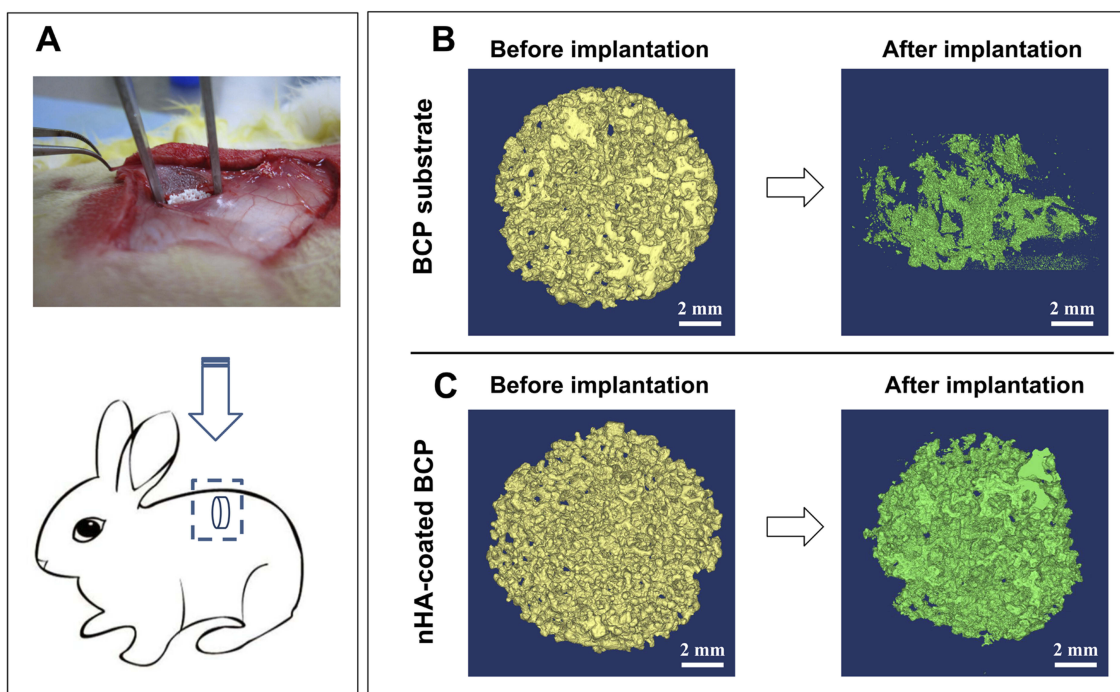 A
B
Before implantation
After implantation
BCP substrate
2 mm
2 mm
C
Before implantation
After implantation
nHA-coated BCP
2 mm
2 mm